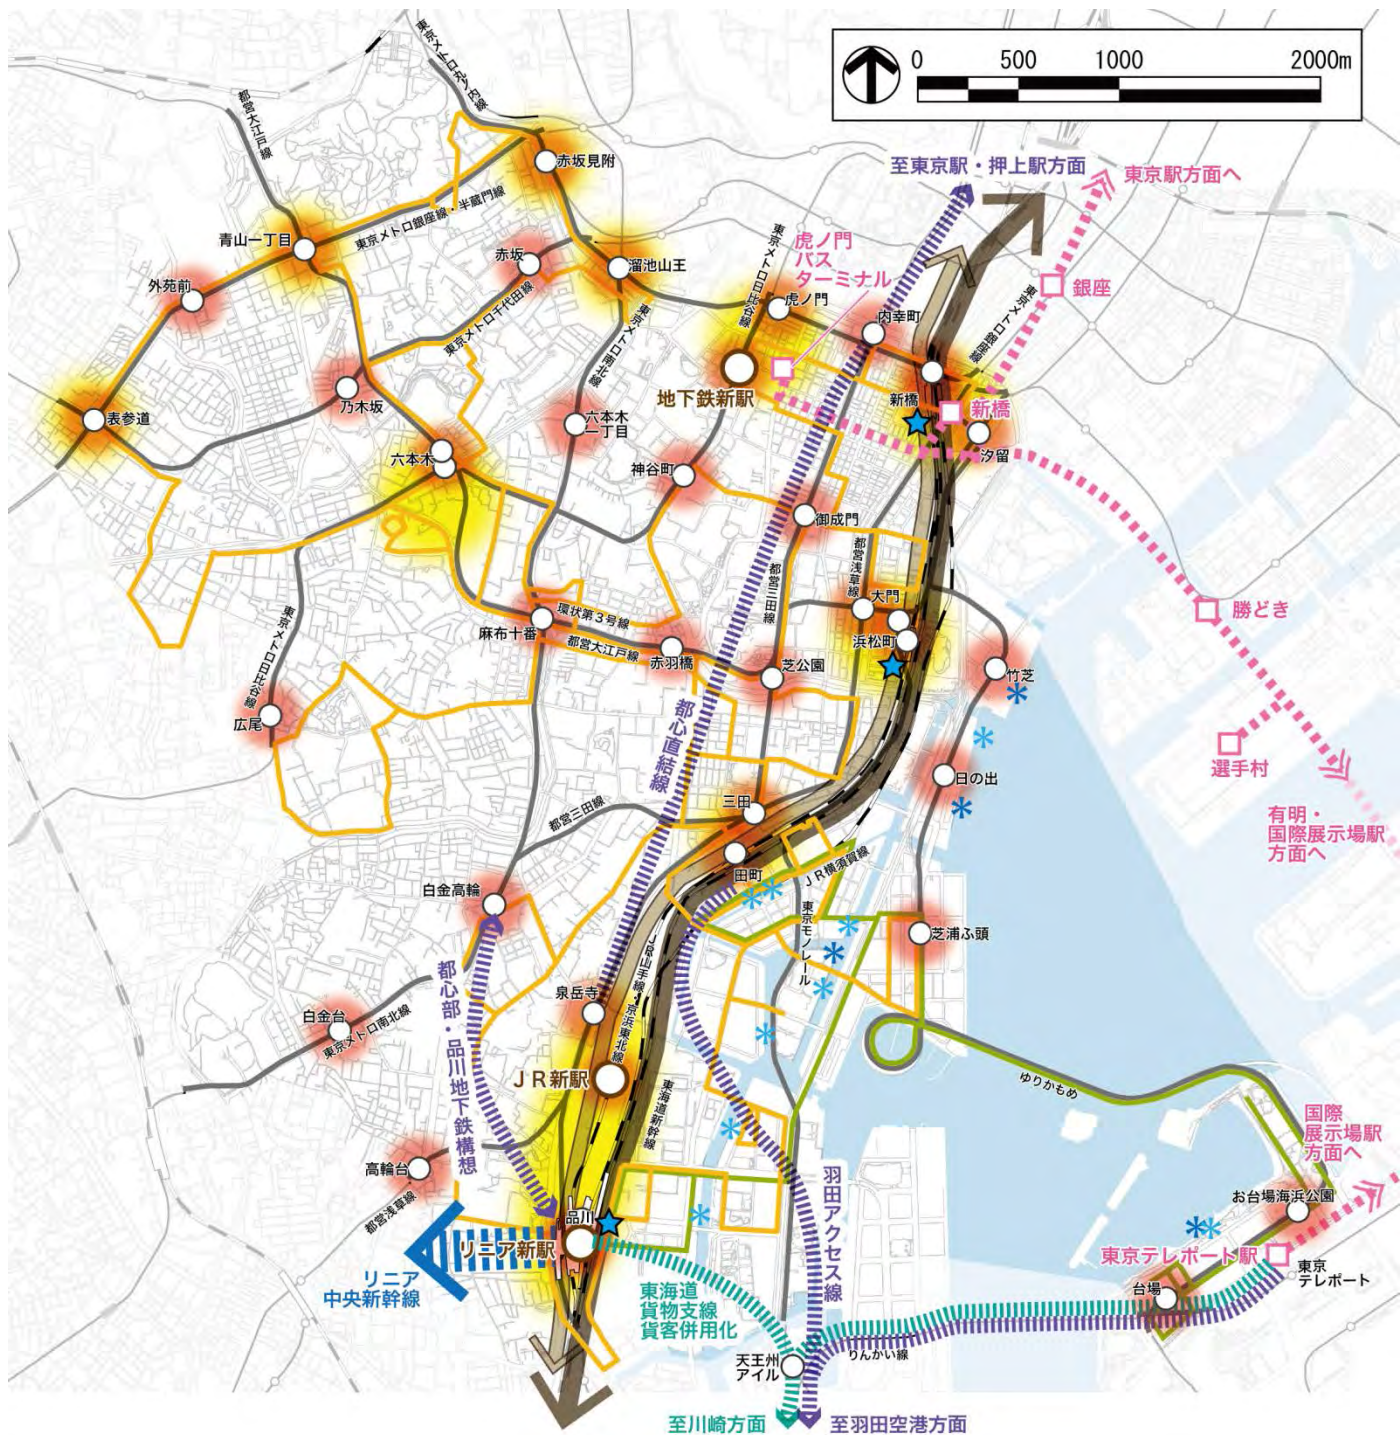 0 500 1000 2000m
東京メトロ丸ノ内線
都営大江戸線
赤坂見附
至東京駅・押上駅方面
東京駅方面へ
東京メトロ銀座線・半蔵門線
青山一丁目
虎ノ門
バス
ターミナル
東京メトロ日比谷線
赤坂
溜池山王
外苑前
虎ノ門
内幸町
銀座
東京メトロ銀座線
東京メトロ千代田線
東京メトロ南北線
地下鉄新駅
乃木坂
新橋
新橋
表参道
六本木
一丁目
汐留
六本木
神谷町
御成門
都営浅草線
都営三田線
大門
勝どき
環状第3号線
麻布十番
浜松町
都営大江戸線
赤羽橋
芝公園
竹芝
東京メトロ日比谷線
広尾
都心直結線
選手村
日の出
三田
有明・
国際展示場駅
方面へ
都営三田線
田町
JR横須賀線
白金高輪
東京モノレール
芝浦ふ頭
JR山手線・京浜東北線
都心部・品川地下鉄構想
泉岳寺
白金台
東京メトロ南北線
JR新駅
東海道新幹線
ゆりかもめ
国際
展示場駅
方面へ
高輪台
都営浅草線
羽田アクセス線
お台場海浜公園
品川
リニア新駅
東京テレポート駅
東京
テレポート
リニア
中央新幹線
東海道
貨物支線
貨客併用化
台場
りんかい線
天王州
アイル
至川崎方面
至羽田空港方面